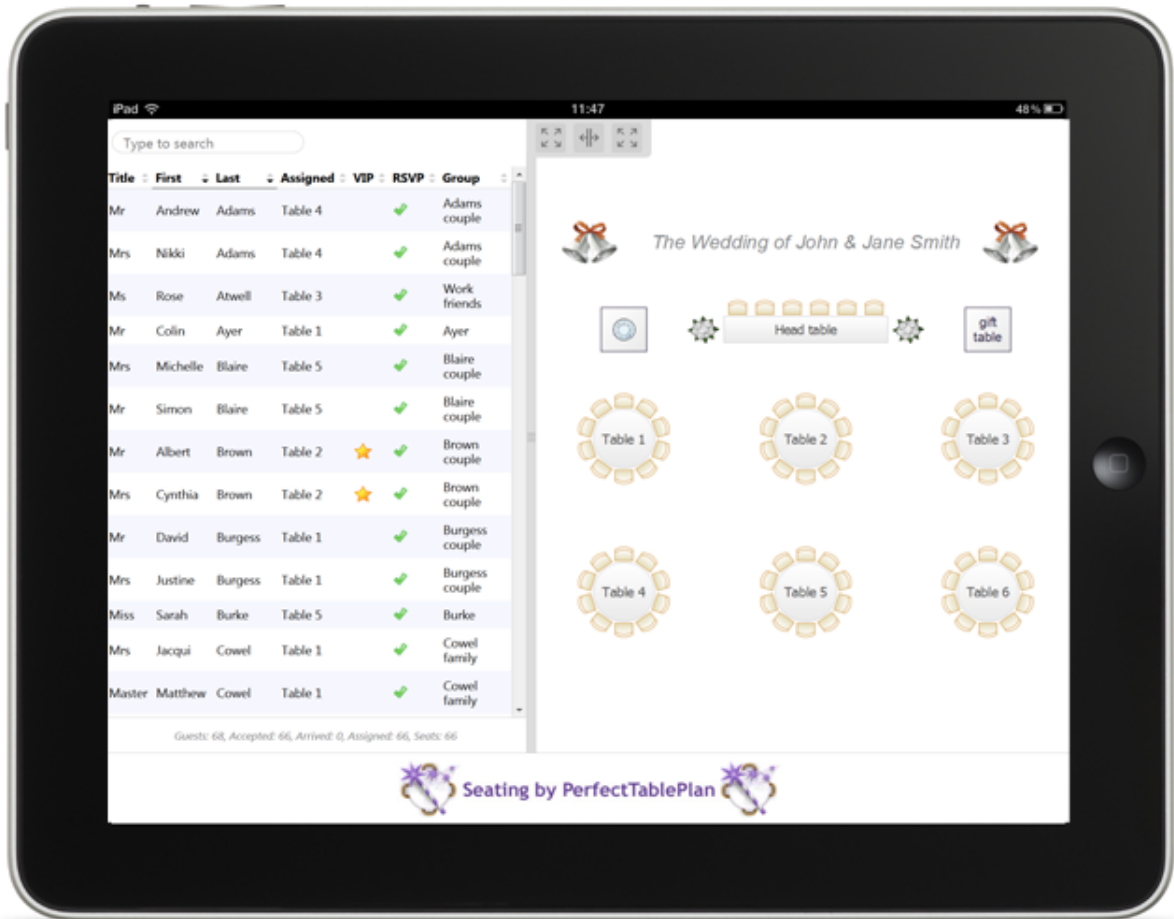 iPad 11:47 48%
Type to search
Title First Last Assigned VIP RSVP Group
Mr Andrew Adams Table 4 Adams couple
Mrs Nikki Adams Table 4 Adams couple
Ms Rose Atwell Table 3 Work friends
Mr Colin Ayer Table 1 Ayer
Mrs Michelle Blaire Table 5 Blaire couple
Mr Simon Blaire Table 5 Blaire couple
Mr Albert Brown Table 2 Brown couple
Mrs Cynthia Brown Table 2 Brown couple
Mr David Burgess Table 1 Burgess couple
Mrs Justine Burgess Table 1 Burgess couple
Miss Sarah Burke Table 5 Burke
Mrs Jacqui Cowel Table 1 Cowel family
Master Matthew Cowel Table 1 Cowel family
Guests: 68, Accepted: 66, Arrived: 0, Assigned: 66, Seats: 66
The Wedding of John & Jane Smith
Head table
gift
table
Table 1 Table 2 Table 3
Table 4 Table 5 Table 6
Seating by PerfectTablePlan